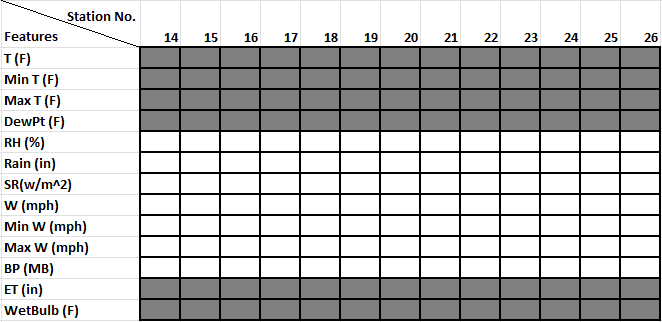 Station No.
Features 14 15 16 17 18 19 20 21 22 23 24 25 26
T (F)
Min T (F)
Max T (F)
DewPt (F)
RH (%)
Rain (in)
SR(w/m^2)
W (mph)
Min W (mph)
Max W (mph)
BP (MB)
ET (in)
WetBulb (F)